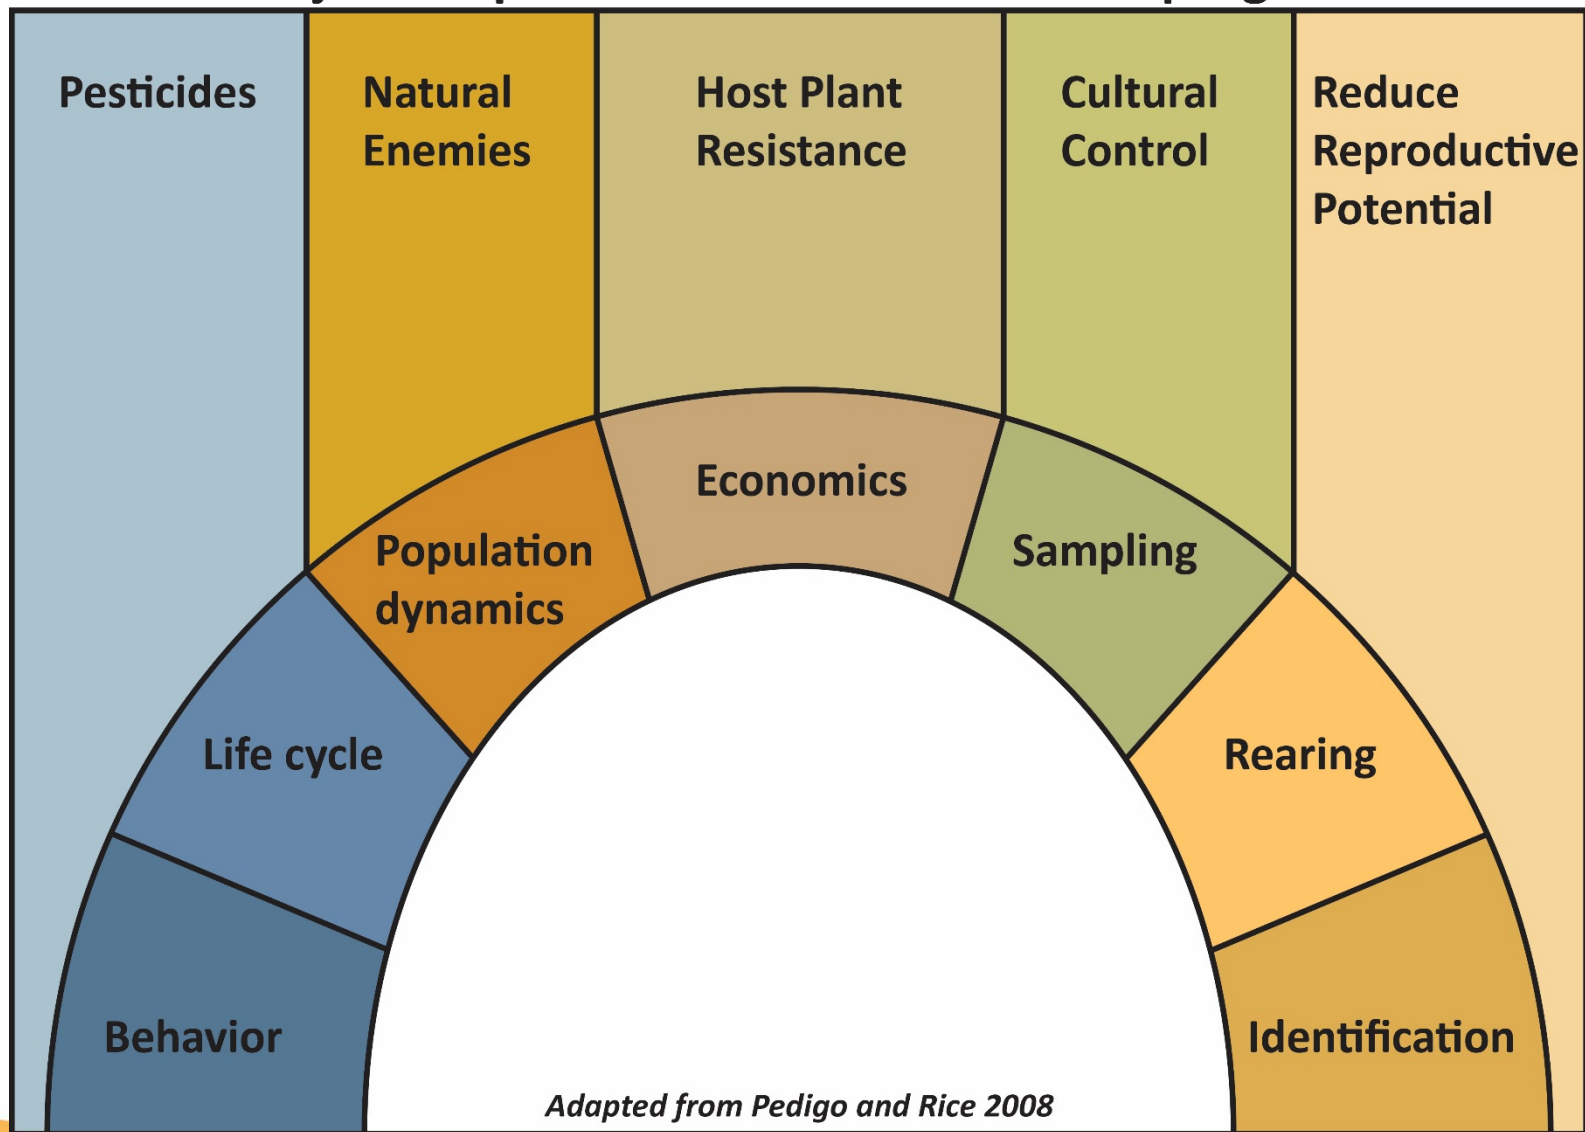 Pesticides
Natural
Enemies
Host Plant
Resistance
Cultural
Control
Reduce
Reproductive
Potential
Economics
Population
dynamics
Sampling
Life cycle
Rearing
Behavior
Identification
Adapted from Pedigo and Rice 2008